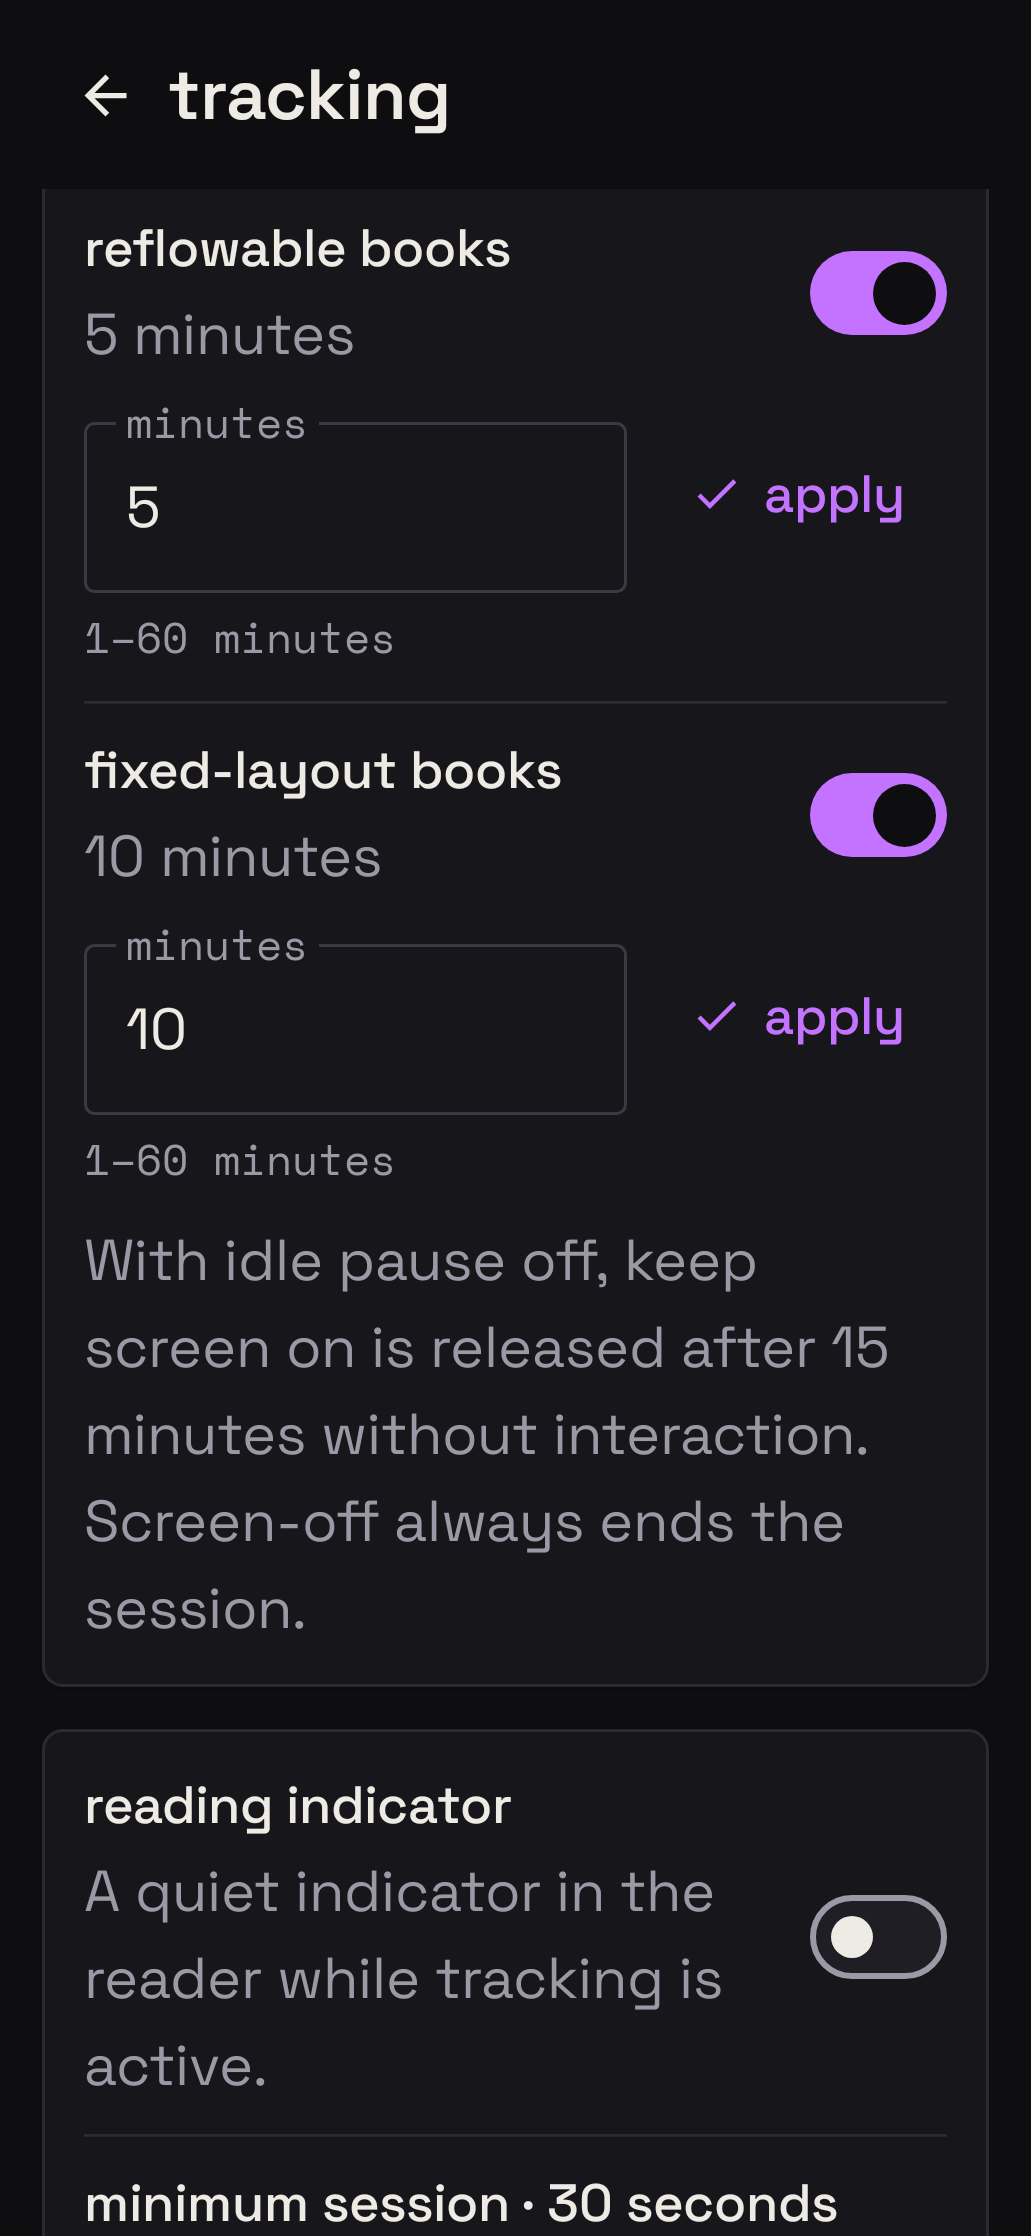 tracking
reflowable books
5 minutes
minutes
5
apply
1–60 minutes
fixed-layout books
10 minutes
minutes
10
apply
1–60 minutes
With idle pause off, keep
screen on is released after 15
minutes without interaction.
Screen-off always ends the
session.
reading indicator
A quiet indicator in the
reader while tracking is
active.
minimum session · 30 seconds